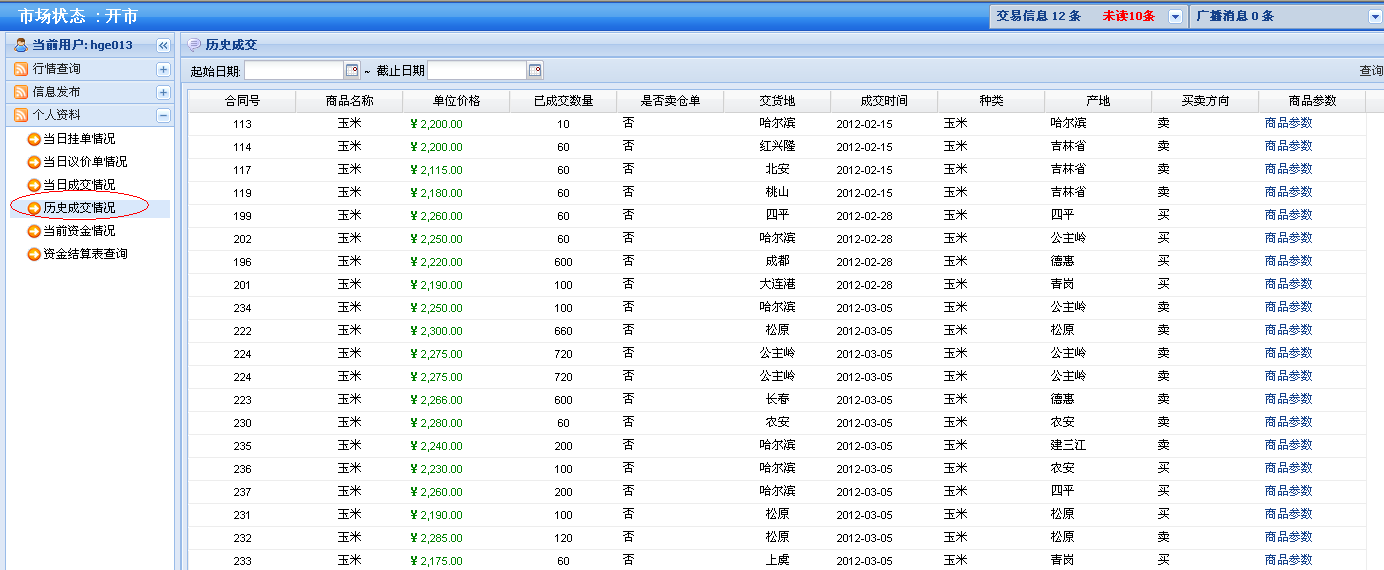 市场状态 : 开市
交易信息 12 条 未读10条 广播消息 0 条
当前用户: hge013
历史成交
行情查询
起始日期: ~ 截止日期 查询
信息发布
个人资料
当日挂单情况
当日议价单情况
当日成交情况
历史成交情况
当前资金情况
资金结算表查询
合同号 商品名称 单位价格 已成交数量 是否卖仓单 交货地 成交时间 种类 产地 买卖方向 商品参数
113 玉米 ¥ 2,200.00 10 否 哈尔滨 2012-02-15 玉米 哈尔滨 卖 商品参数
114 玉米 ¥ 2,200.00 60 否 红兴隆 2012-02-15 玉米 吉林省 卖 商品参数
117 玉米 ¥ 2,115.00 60 否 北安 2012-02-15 玉米 吉林省 卖 商品参数
119 玉米 ¥ 2,180.00 60 否 桃山 2012-02-15 玉米 吉林省 卖 商品参数
199 玉米 ¥ 2,260.00 60 否 四平 2012-02-28 玉米 四平 买 商品参数
202 玉米 ¥ 2,250.00 60 否 哈尔滨 2012-02-28 玉米 公主岭 买 商品参数
196 玉米 ¥ 2,220.00 600 否 成都 2012-02-28 玉米 德惠 买 商品参数
201 玉米 ¥ 2,190.00 100 否 大连港 2012-02-28 玉米 青岗 买 商品参数
234 玉米 ¥ 2,250.00 100 否 哈尔滨 2012-03-05 玉米 公主岭 卖 商品参数
222 玉米 ¥ 2,300.00 660 否 松原 2012-03-05 玉米 松原 卖 商品参数
224 玉米 ¥ 2,275.00 720 否 公主岭 2012-03-05 玉米 公主岭 卖 商品参数
224 玉米 ¥ 2,275.00 720 否 公主岭 2012-03-05 玉米 公主岭 卖 商品参数
223 玉米 ¥ 2,266.00 600 否 长春 2012-03-05 玉米 德惠 卖 商品参数
230 玉米 ¥ 2,280.00 60 否 农安 2012-03-05 玉米 农安 卖 商品参数
235 玉米 ¥ 2,240.00 200 否 哈尔滨 2012-03-05 玉米 建三江 卖 商品参数
236 玉米 ¥ 2,230.00 100 否 哈尔滨 2012-03-05 玉米 农安 买 商品参数
237 玉米 ¥ 2,260.00 200 否 哈尔滨 2012-03-05 玉米 四平 买 商品参数
231 玉米 ¥ 2,190.00 100 否 松原 2012-03-05 玉米 松原 买 商品参数
232 玉米 ¥ 2,285.00 120 否 松原 2012-03-05 玉米 松原 卖 商品参数
233 玉米 ¥ 2,175.00 60 否 上虞 2012-03-05 玉米 青岗 买 商品参数